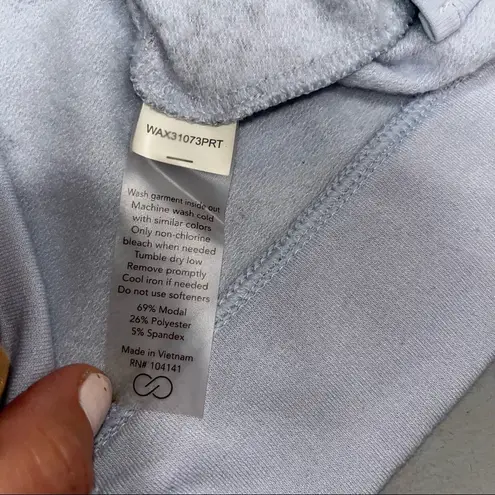 WAX31073PRT
Wash garment inside out
Machine wash cold
with similar colors
Only non-chlorine
bleach when needed
Tumble dry low
Remove promptly
Cool iron if needed
Do not use softeners
69% Modal
26% Polyester
5% Spandex
Made in Vietnam
RN# 104141